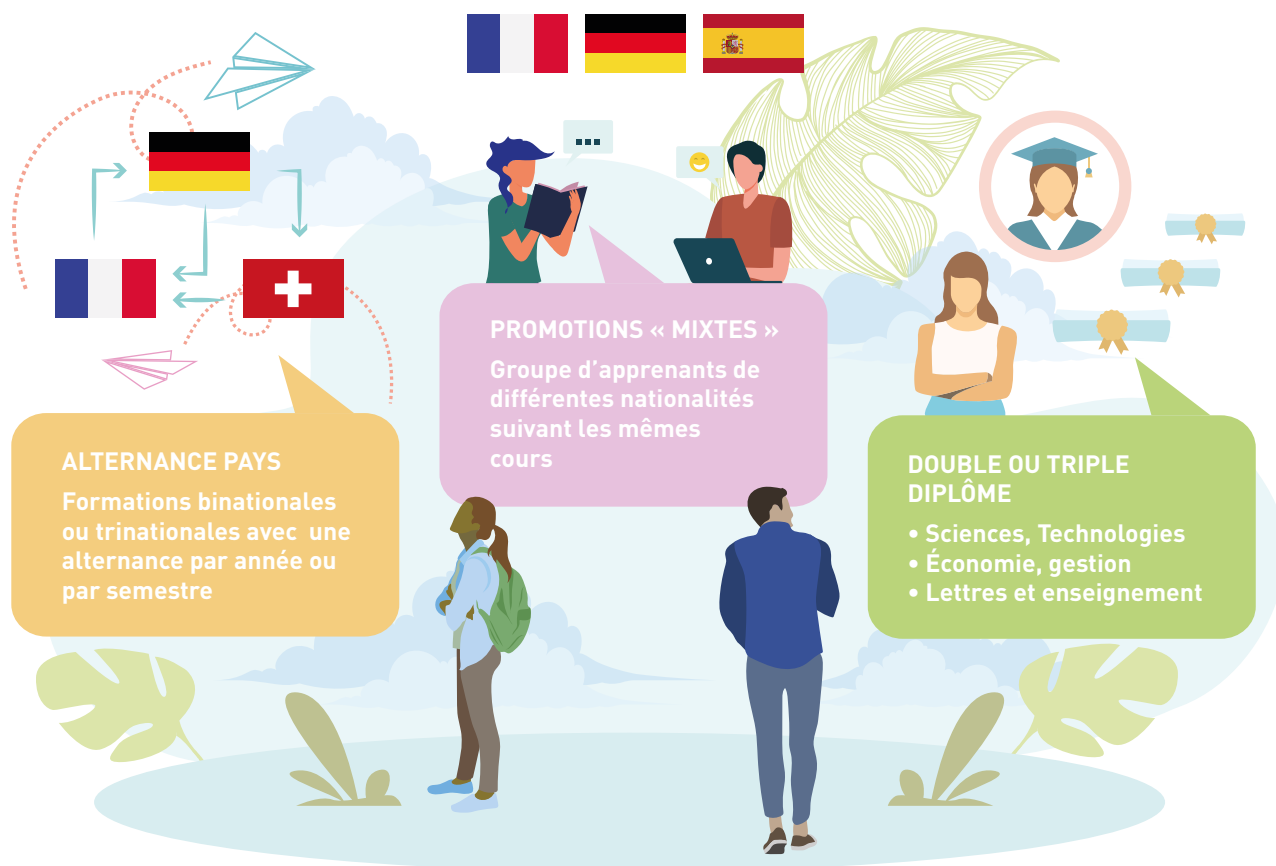 PROMOTIONS « MIXTES »
Groupe d’apprenants de
différentes nationalités
suivant les mêmes
cours
ALTERNANCE PAYS
Formations binationales
ou trinationales avec une
alternance par année ou
par semestre
DOUBLE OU TRIPLE
DIPLÔME
• Sciences, Technologies
• Économie, gestion
• Lettres et enseignement